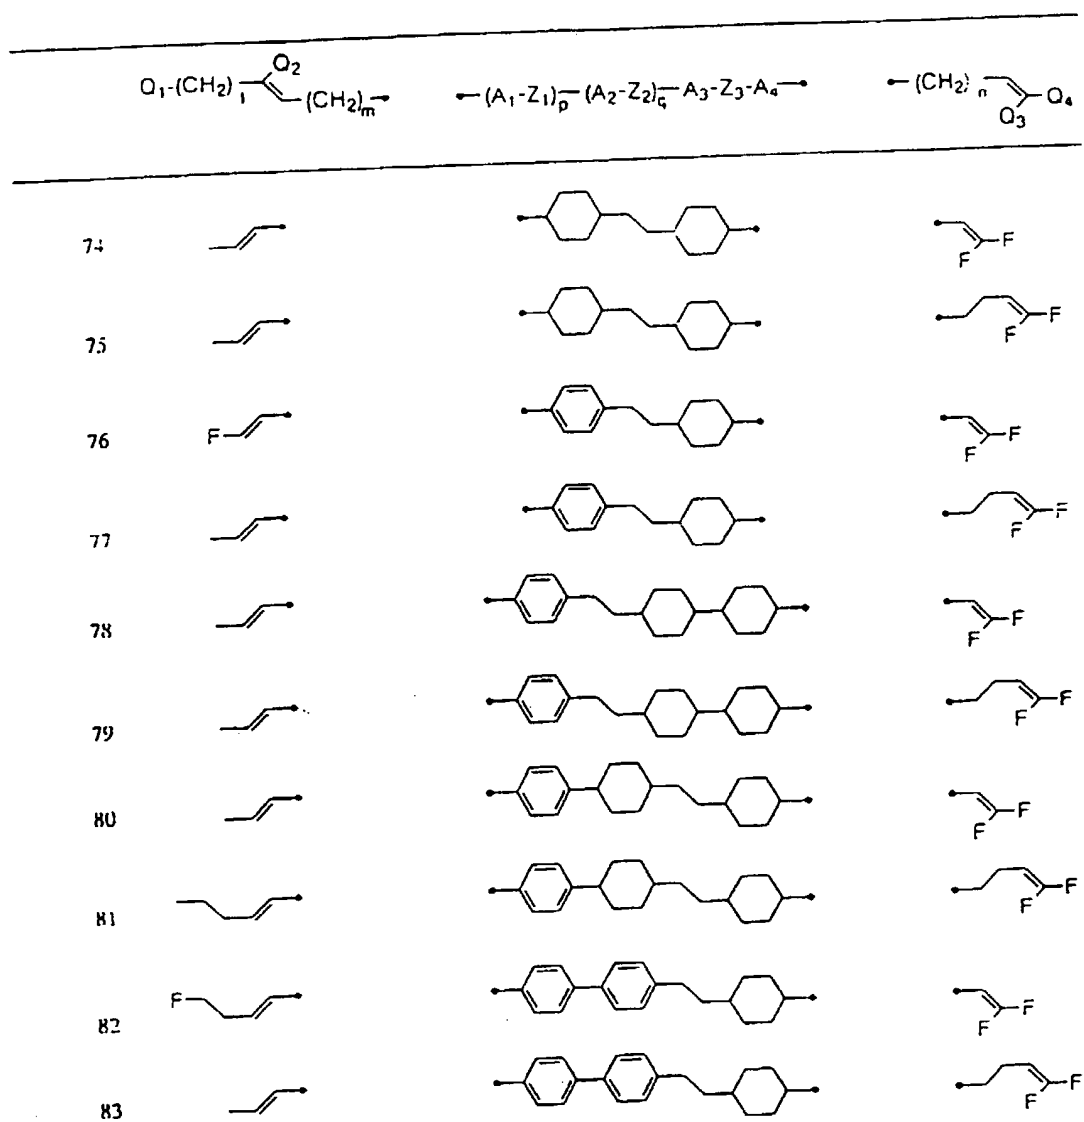 Q1-(CH2)l Q2 (CH2)m (A1-Z1)p-(A2-Z2)q-A3-Z3-A4 (CH2)n Q3 Q4
74 F F
75 F F
76 F F F
77 F F
78 F F
79 F F
80 F F
81 F F
82 F F F
83 F F